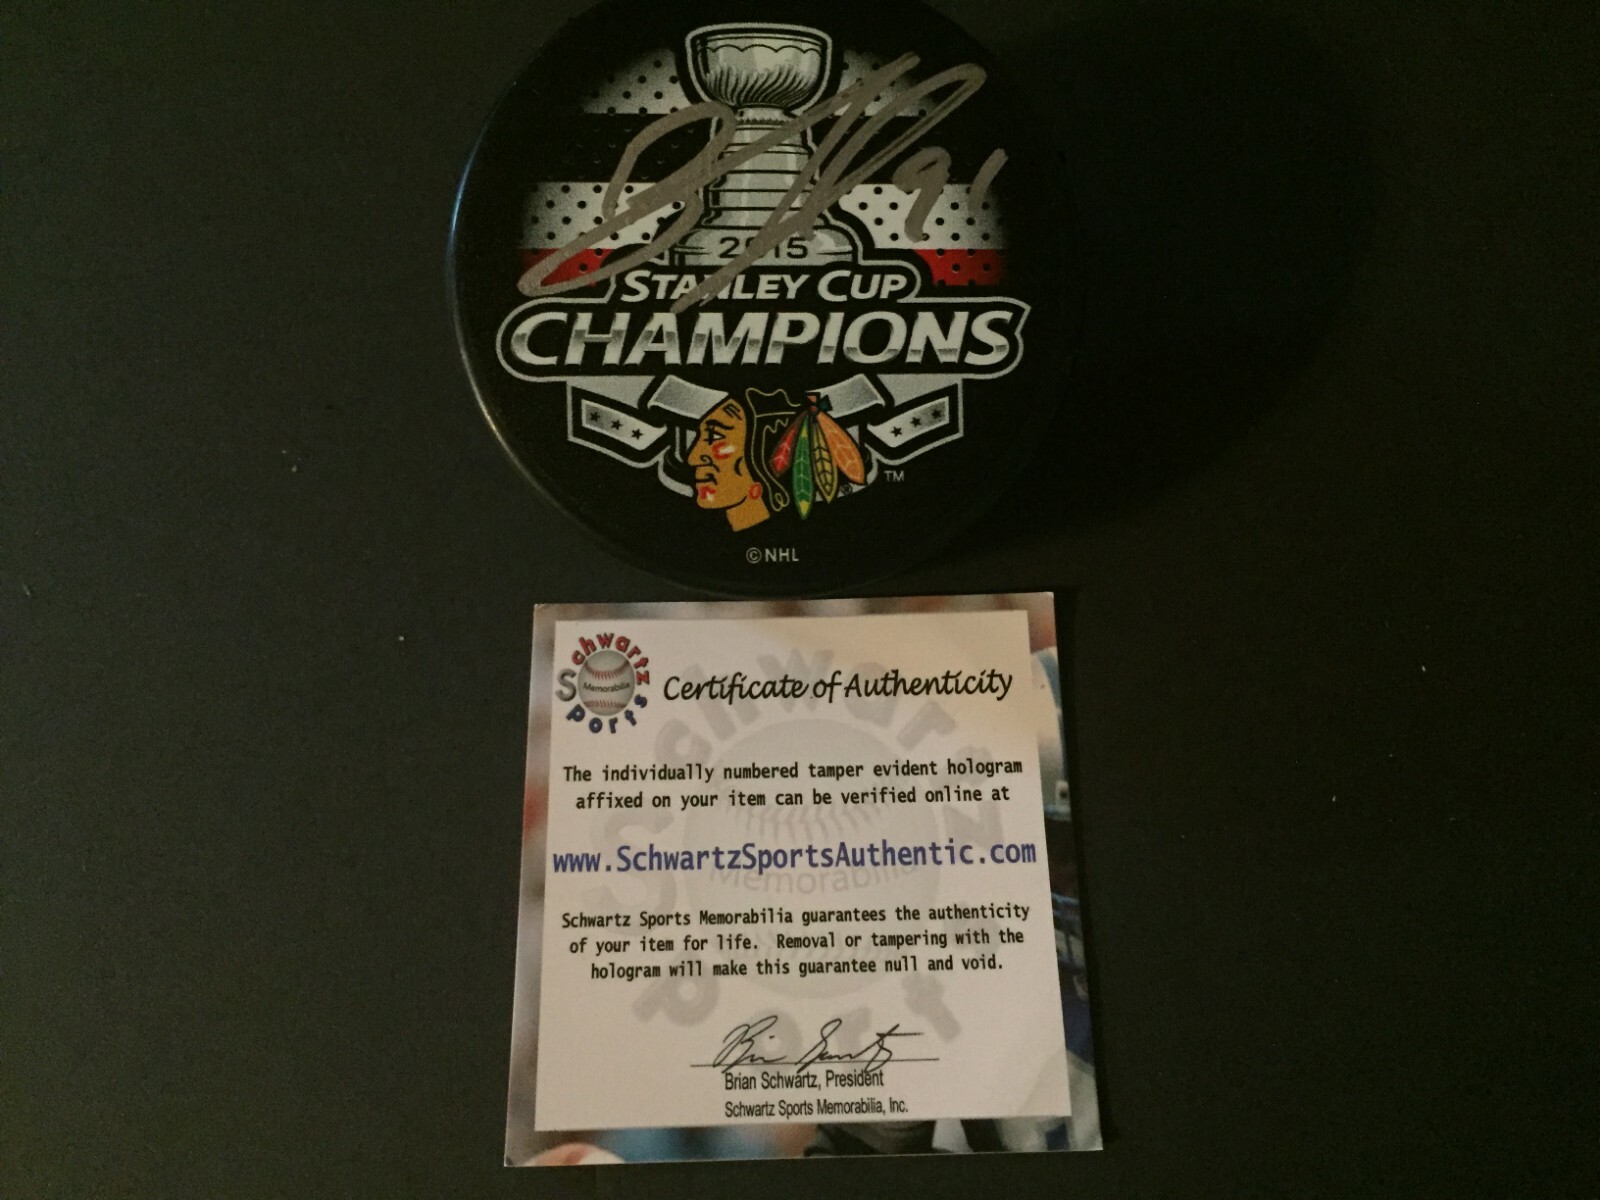 91
2015
STANLEY CUP
CHAMPIONS
TM
© NHL
Schwartz
Memorabilia
Sports
Certificate of Authenticity
The individually numbered tamper evident hologram
affixed on your item can be verified online at
www.SchwartzSportsAuthentic.com
Schwartz Sports Memorabilia guarantees the authenticity
of your item for life. Removal or tampering with the
hologram will make this guarantee null and void.
Brian Schwartz, President
Schwartz Sports Memorabilia, Inc.